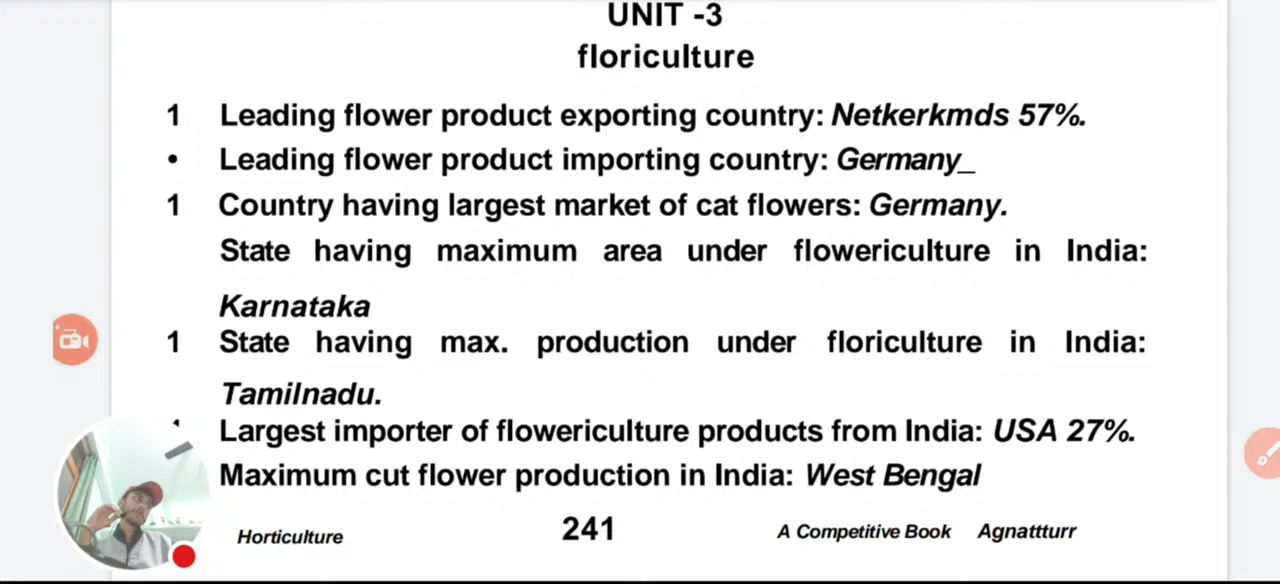 UNIT -3
floriculture
1 Leading flower product exporting country: Netkerkmds 57%.
• Leading flower product importing country: Germany_
1 Country having largest market of cat flowers: Germany.
State having maximum area under flowericulture in India:
Karnataka
1 State having max. production under floriculture in India:
Tamilnadu.
Largest importer of flowericulture products from India: USA 27%.
Maximum cut flower production in India: West Bengal
Horticulture 241 A Competitive Book Agnattturr